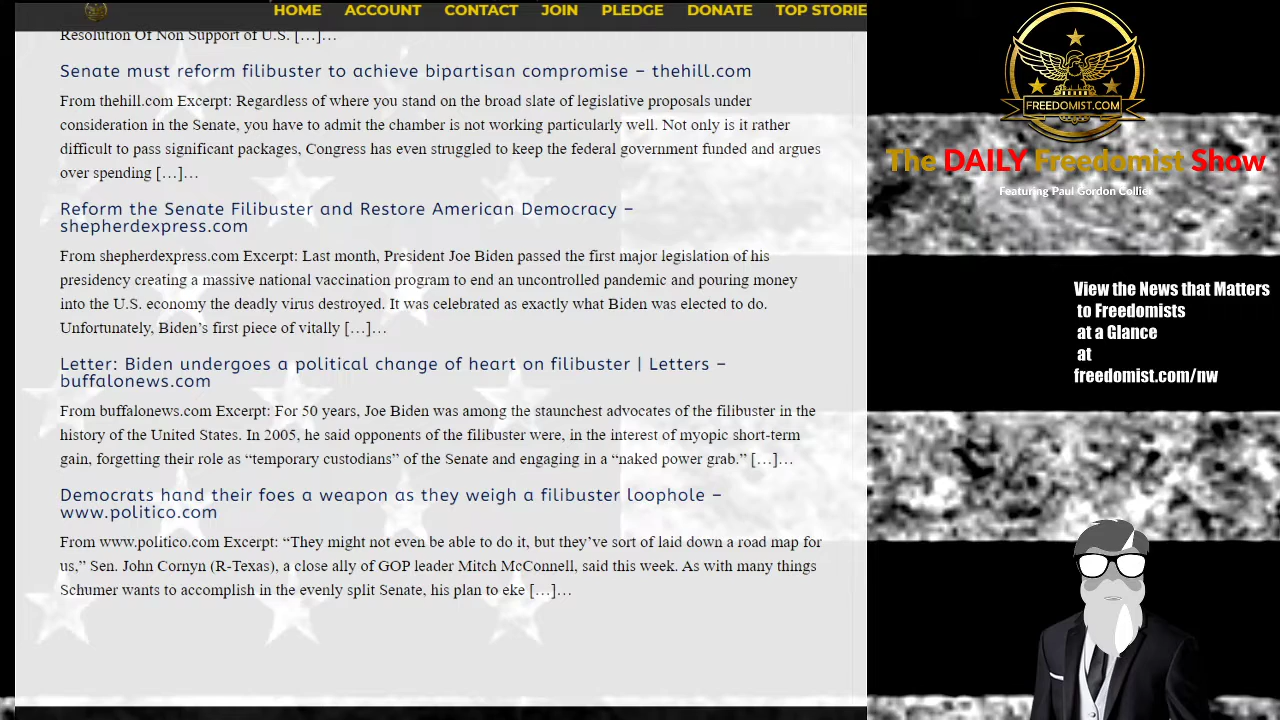 HOME ACCOUNT CONTACT JOIN PLEDGE DONATE TOP STORIE
Resolution Of Non Support of U.S. […]…
Senate must reform filibuster to achieve bipartisan compromise – thehill.com
From thehill.com Excerpt: Regardless of where you stand on the broad slate of legislative proposals under
consideration in the Senate, you have to admit the chamber is not working particularly well. Not only is it rather
difficult to pass significant packages, Congress has even struggled to keep the federal government funded and argues
over spending […]…
Reform the Senate Filibuster and Restore American Democracy –
shepherdexpress.com
From shepherdexpress.com Excerpt: Last month, President Joe Biden passed the first major legislation of his
presidency creating a massive national vaccination program to end an uncontrolled pandemic and pouring money
into the U.S. economy the deadly virus destroyed. It was celebrated as exactly what Biden was elected to do.
Unfortunately, Biden’s first piece of vitally […]…
Letter: Biden undergoes a political change of heart on filibuster | Letters –
buffalonews.com
From buffalonews.com Excerpt: For 50 years, Joe Biden was among the staunchest advocates of the filibuster in the
history of the United States. In 2005, he said opponents of the filibuster were, in the interest of myopic short-term
gain, forgetting their role as “temporary custodians” of the Senate and engaging in a “naked power grab.” […]…
Democrats hand their foes a weapon as they weigh a filibuster loophole –
www.politico.com
From www.politico.com Excerpt: “They might not even be able to do it, but they’ve sort of laid down a road map for
us,” Sen. John Cornyn (R-Texas), a close ally of GOP leader Mitch McConnell, said this week. As with many things
Schumer wants to accomplish in the evenly split Senate, his plan to eke […]…
FREEDOMIST.COM
The DAILY Freedomist Show
Featuring Paul Gordon Collier
View the News that Matters
to Freedomists
at a Glance
at
freedomist.com/nw